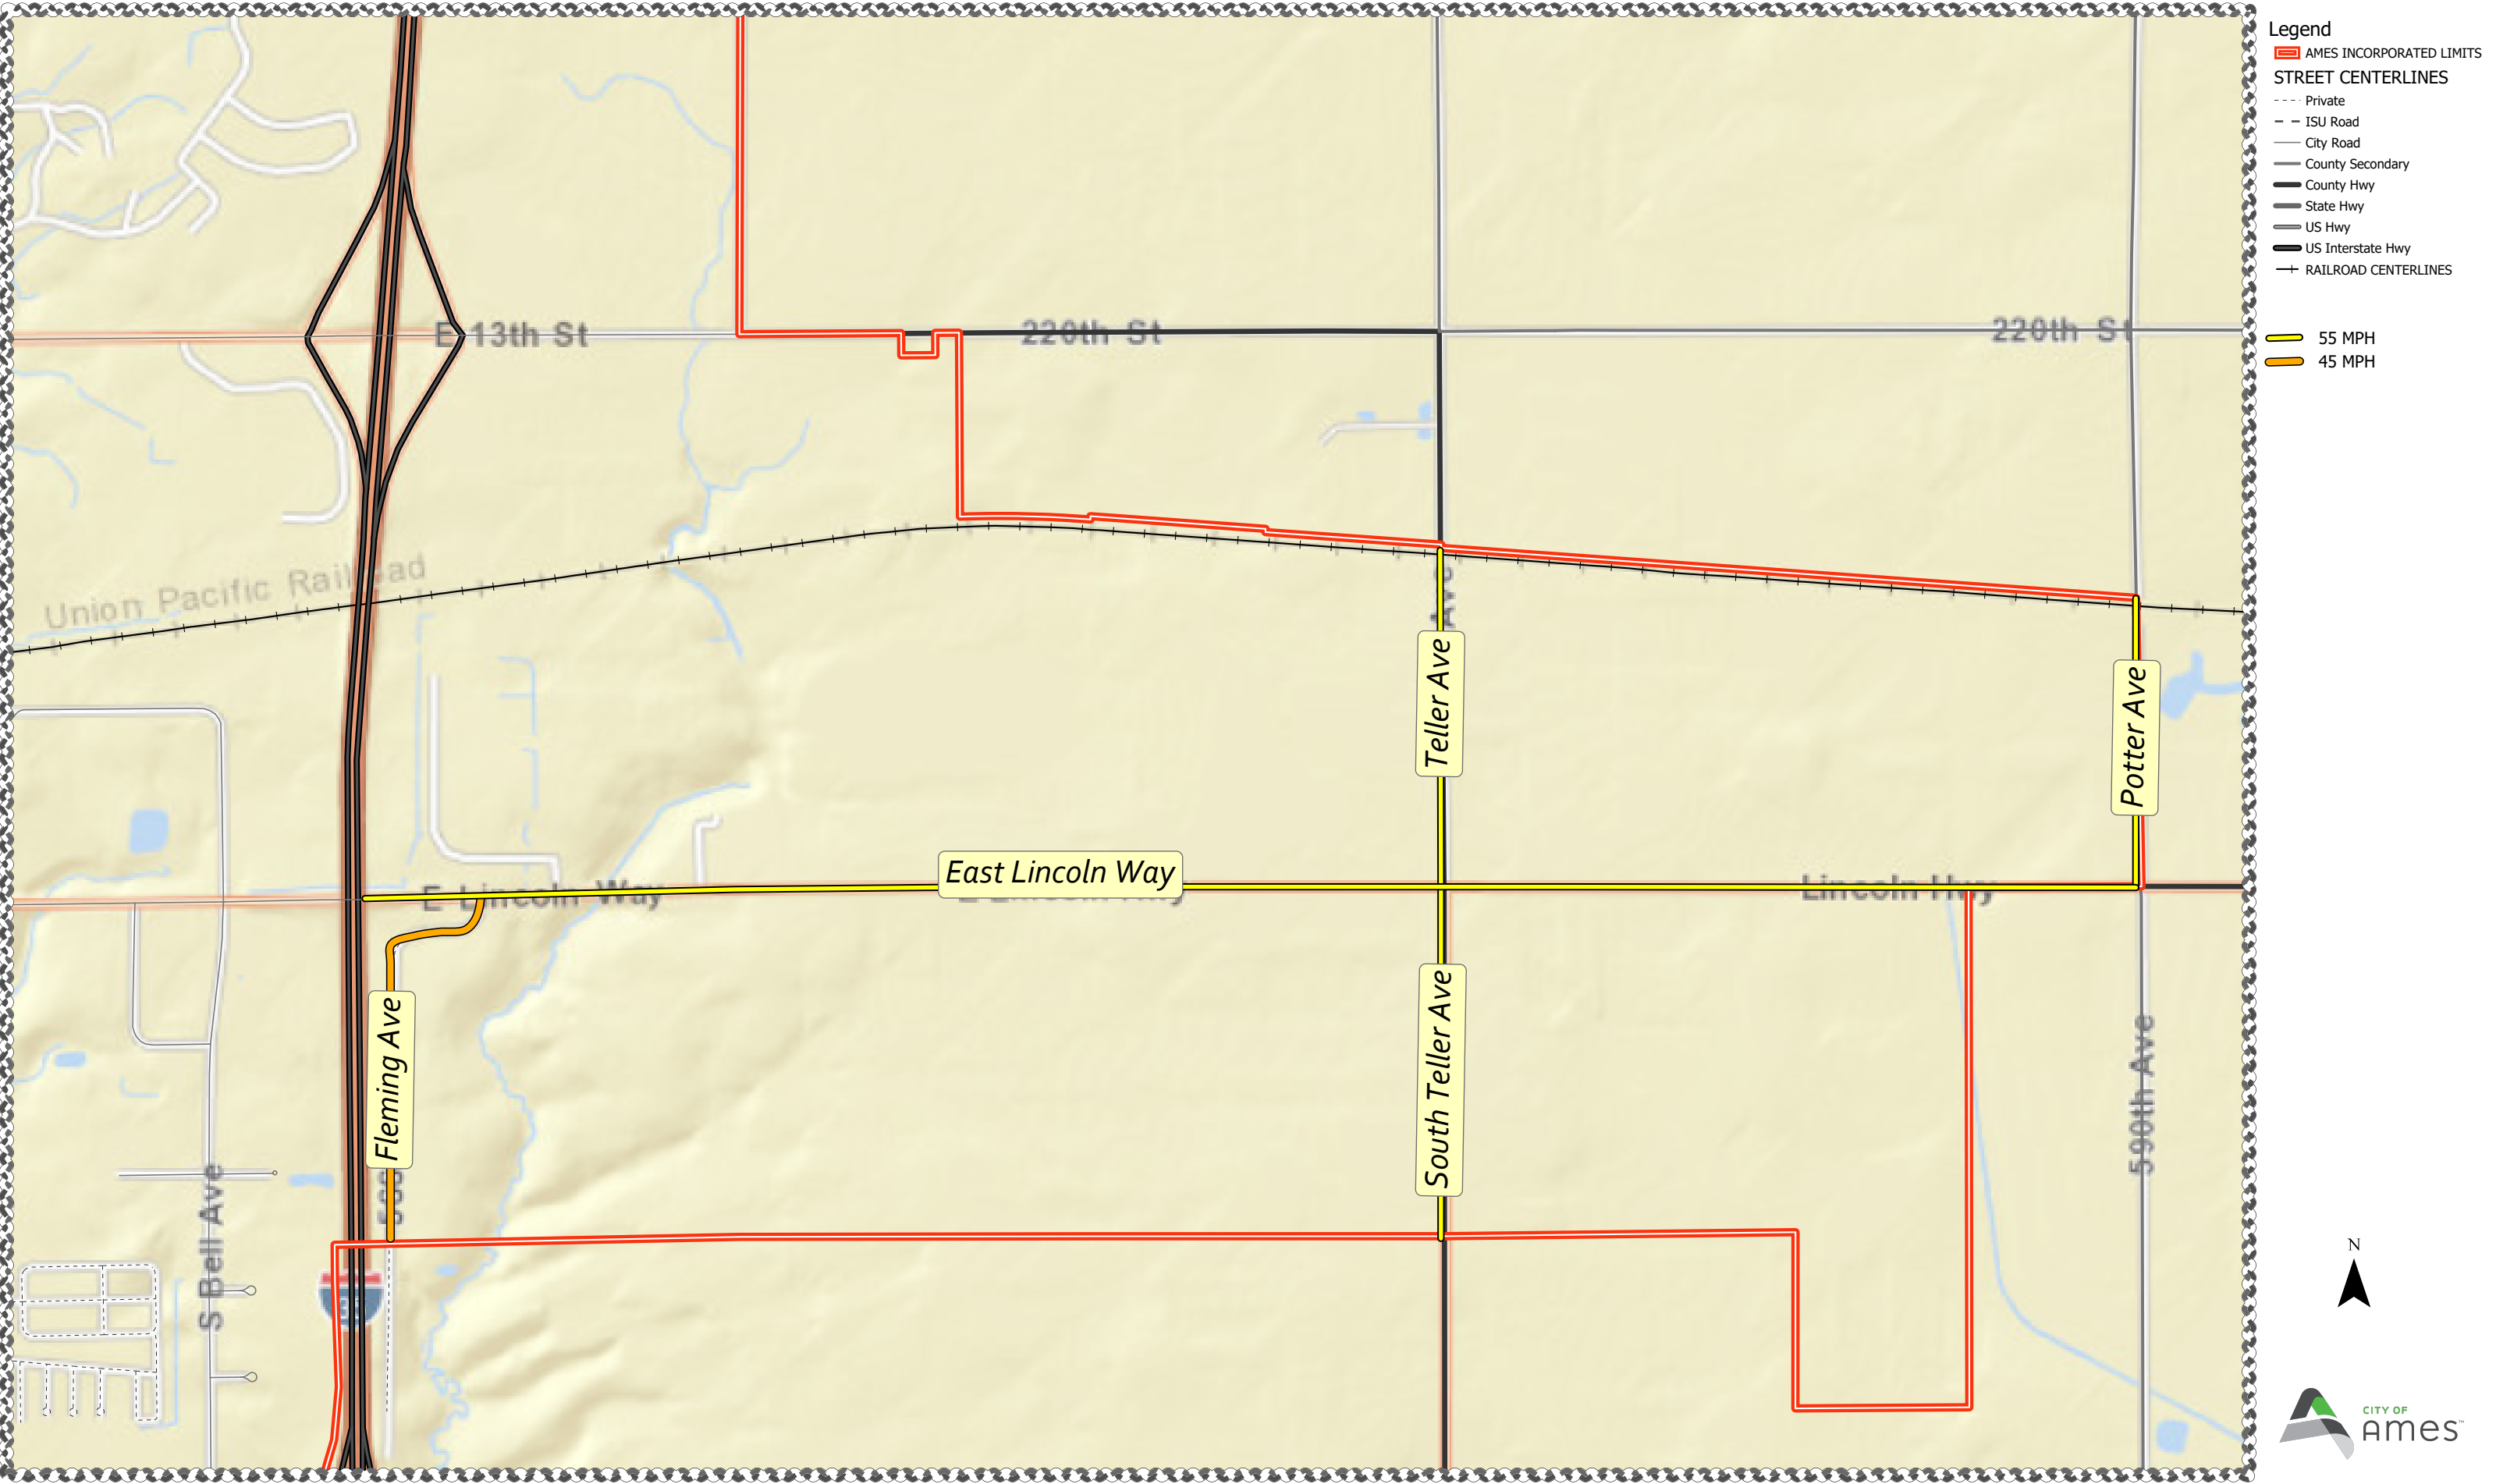 Legend
AMES INCORPORATED LIMITS
STREET CENTERLINES
Private
ISU Road
City Road
County Secondary
County Hwy
State Hwy
US Hwy
US Interstate Hwy
RAILROAD CENTERLINES
55 MPH
45 MPH
E 13th St
220th St
220th St
Union Pacific Railroad
Ave
Teller Ave
Potter Ave
East Lincoln Way
E Lincoln Way
Lincoln Hwy
Fleming Ave
South Teller Ave
590th Ave
S Bell Ave
N
CITY OF
Ames™